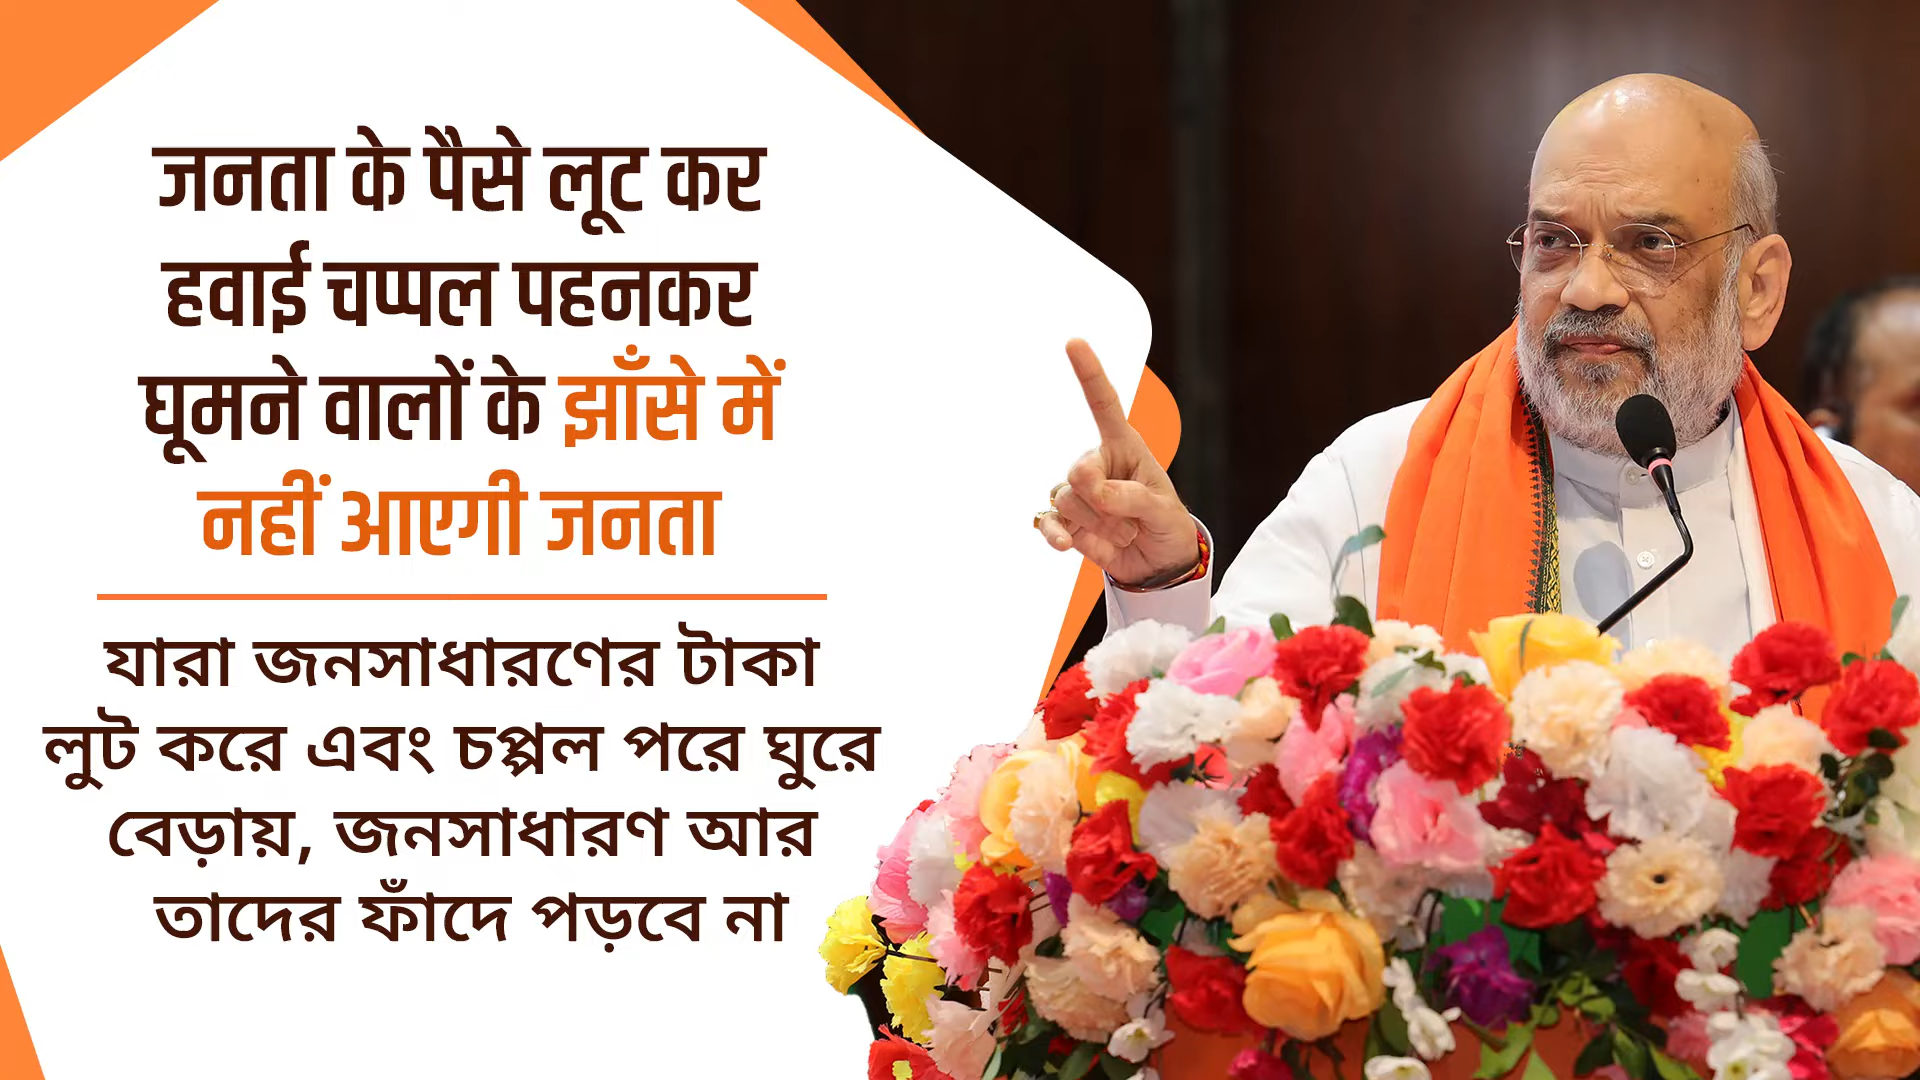 जनता के पैसे लूट कर
हवाई चप्पल पहनकर
घूमने वालों के झाँसे में
नहीं आएगी जनता
যারা জনসাধারণের টাকা
লুট করে এবং চপ্পল পরে ঘুরে
বেড়ায়, জনসাধারণ আর
তাদের ফাঁদে পড়বে না